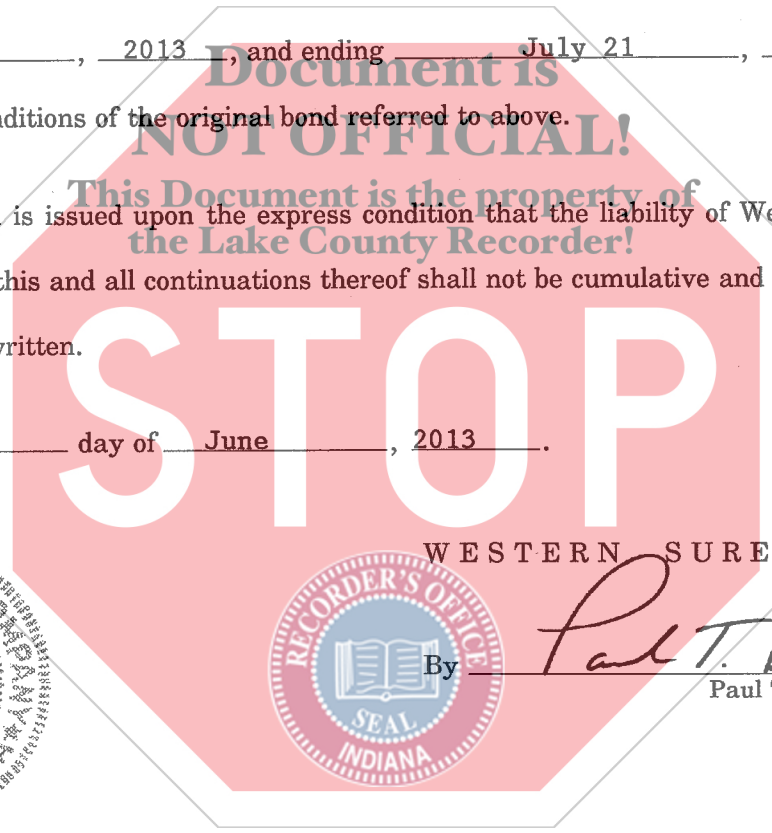 , 2013 , and ending July 21 ,
Document is
nditions of the original bond referred to above.
NOT OFFICIAL!
This Document is the property of
is issued upon the express condition that the liability of We
the Lake County Recorder!
this and all continuations thereof shall not be cumulative and
written.
STOP
day of June , 2013 .
WESTERN SURE
RECORDER'S OFFICE
SEAL
INDIANA
By Paul T.
Paul